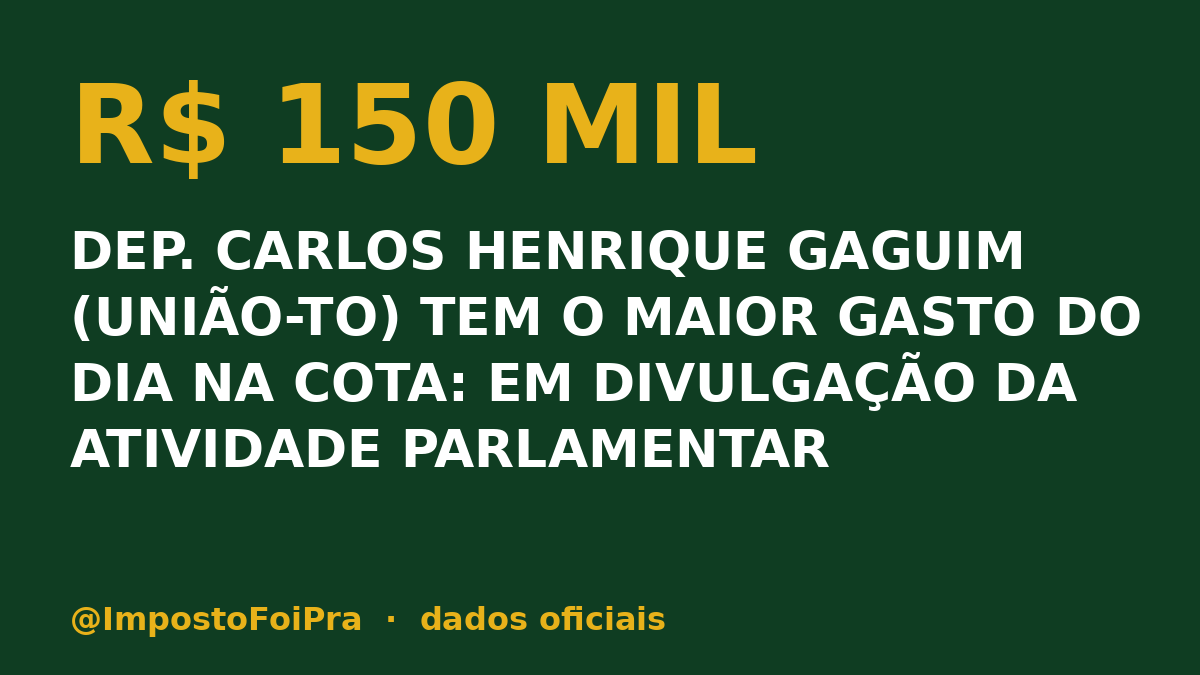 R$ 150 MIL
DEP. CARLOS HENRIQUE GAGUIM
(UNIÃO-TO) TEM O MAIOR GASTO DO
DIA NA COTA: EM DIVULGAÇÃO DA
ATIVIDADE PARLAMENTAR
@ImpostoFoiPra · dados oficiais